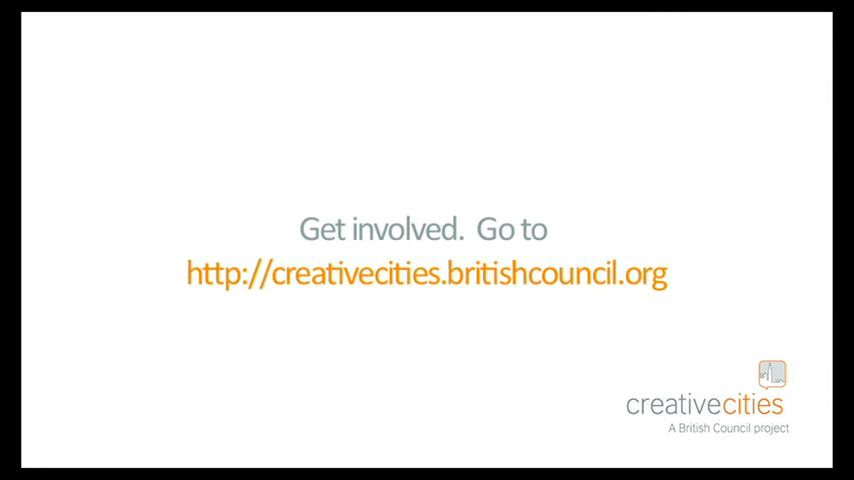 Get involved. Go to
http://creativecities.britishcouncil.org
creativecities
A British Council project